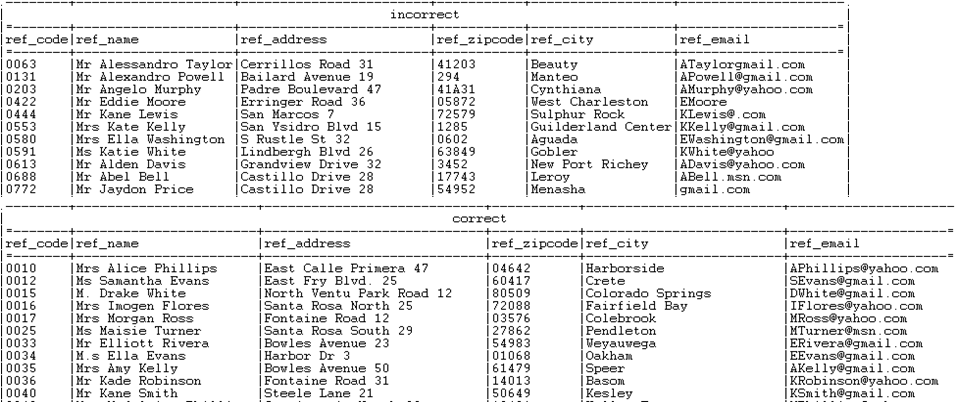 incorrect
ref_code|ref_name |ref_address |ref_zipcode|ref_city |ref_email
0063 |Mr Alessandro Taylor|Cerrillos Road 31 |41203 |Beauty |ATaylorgmail.com
0131 |Mr Alexandro Powell |Bailard Avenue 19 |294 |Manteo |APowell@gmail.com
0203 |Mr Angelo Murphy |Padre Boulevard 47 |41A31 |Cynthiana |AMurphy@yahoo.com
0422 |Mr Eddie Moore |Erringer Road 36 |05872 |West Charleston |EMoore
0444 |Mr Kane Lewis |San Marcos 7 |72579 |Sulphur Rock |KLewis@.com
0553 |Mrs Kate Kelly |San Ysidro Blvd 15 |1285 |Guilderland Center|KKelly@gmail.com
0580 |Mrs Ella Washington |S Rustle St 32 |0602 |Aguada |EWashington@gmail.com
0591 |Ms Katie White |Lindbergh Blvd 26 |63849 |Gobler |KWhite@yahoo
0613 |Mr Alden Davis |Grandview Drive 32 |3452 |New Port Richey |ADavis@yahoo.com
0688 |Mr Abel Bell |Castillo Drive 28 |17743 |Leroy |ABell.msn.com
0772 |Mr Jaydon Price |Castillo Drive 28 |54952 |Menasha |gmail.com
correct
ref_code|ref_name |ref_address |ref_zipcode|ref_city |ref_email
0010 |Mrs Alice Phillips |East Calle Primera 47 |04642 |Harborside |APhillips@yahoo.com
0012 |Ms Samantha Evans |East Fry Blvd. 25 |60417 |Crete |SEvans@gmail.com
0015 |M. Drake White |North Ventu Park Road 12 |80509 |Colorado Springs |DWhite@gmail.com
0016 |Mrs Imogen Flores |Santa Rosa North 25 |72088 |Fairfield Bay |IFlores@yahoo.com
0017 |Mrs Morgan Ross |Fontaine Road 12 |03576 |Colebrook |MRoss@yahoo.com
0025 |Ms Maisie Turner |Santa Rosa South 29 |27862 |Pendleton |MTurner@msn.com
0033 |Mr Elliott Rivera |Bowles Avenue 23 |54983 |Weyauwega |ERivera@gmail.com
0034 |M.s Ella Evans |Harbor Dr 3 |01068 |Oakham |EEvans@gmail.com
0035 |Mrs Amy Kelly |Bowles Avenue 50 |61479 |Speer |AKelly@gmail.com
0036 |Mr Kade Robinson |Fontaine Road 31 |14013 |Basom |KRobinson@yahoo.com
0040 |Mr Kane Smith |Steele Lane 21 |50649 |Kesley |KSmith@gmail.com